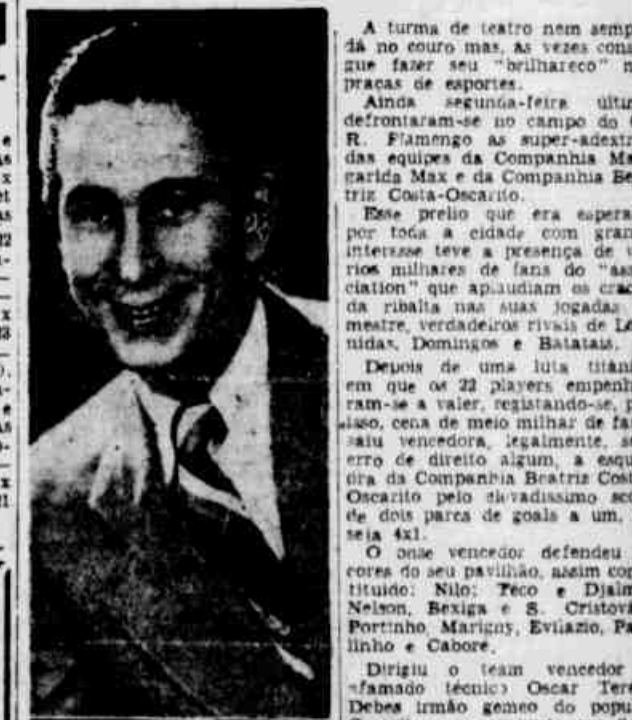 A turma de teatro nem semp
dá no couro mas, as vezes cons
gue fazer seu "brilhareco" n
praças de esportes.
Ainda segunda-feira últi
defrontaram-se no campo do
R. Flamengo as super-adextr
das equipes da Companhia Ma
garida Max e da Companhia Be
triz Costa-Oscarito.
Esse prelio que era espera
por toda a cidade com gran
interesse teve a presença de v
rios milhares de fans do "ass
ciation" que aplaudiam os crac
da ribalta nas suas jogadas
mestre, verdadeiros rivais de Le
nidas, Domingos e Batatais.
Depois de uma luta titâni
em que os 22 players empenh
ram-se a valer, registando-se, p
isso, cena de meio milhar de fa
saiu vencedora, legalmente, se
erro de direito algum, a esqu
dra da Companhia Beatriz Cost
Oscarito pelo elevadissimo sco
de dois pares de goals a um,
seja 4x1.
O onse vencedor defendeu
cores do seu pavilhão, assim con
tituido: Nilo; Teco e Djalm
Nelson, Bexiga e S. Cristová
Portinho, Marigny, Evilazio, Pa
linho e Cabore.
Dirigiu o team vencedor
afamado técnico Oscar Tere
Debes irmão gemeo do popu